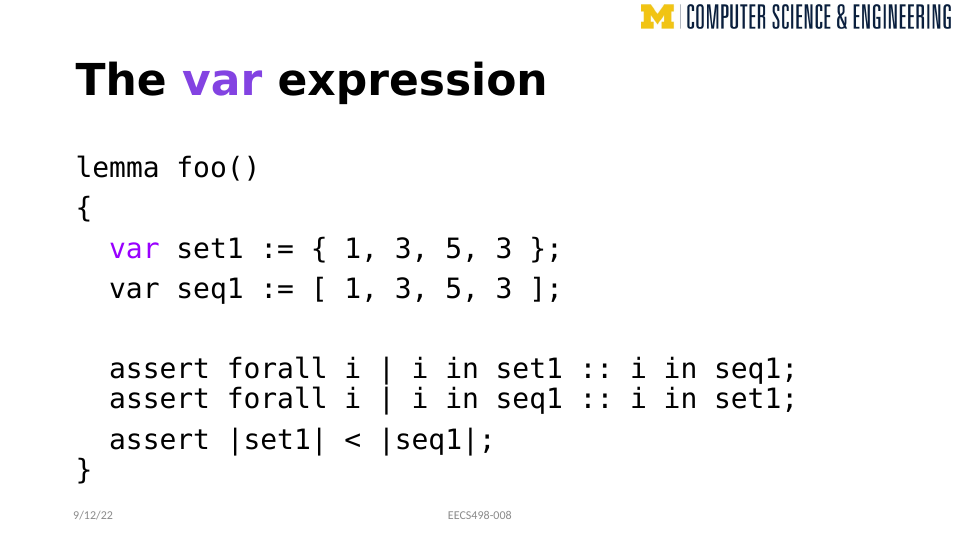 M | COMPUTER SCIENCE & ENGINEERING
The var expression
lemma foo()
{
  var set1 := { 1, 3, 5, 3 };
  var seq1 := [ 1, 3, 5, 3 ];
  assert forall i | i in set1 :: i in seq1;
  assert forall i | i in seq1 :: i in set1;
  assert |set1| < |seq1|;
}
9/12/22
EECS498-008